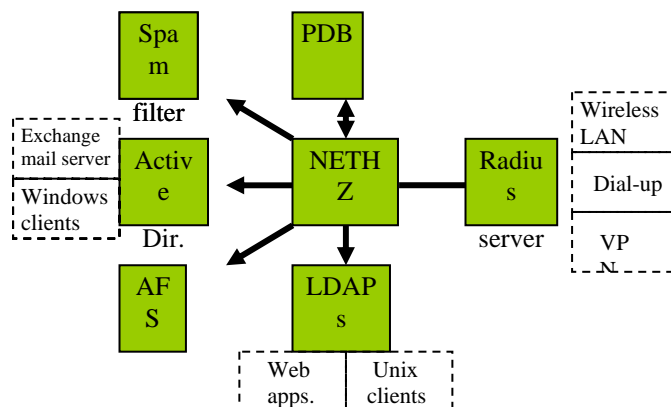 Spa
m
filter
PDB
Exchange
mail server
Windows
clients
Activ
e
Dir.
NETH
Z
Radiu
s
server
Wireless
LAN
Dial-up
VP
N
AF
S
LDAP
s
Web
apps.
Unix
clients